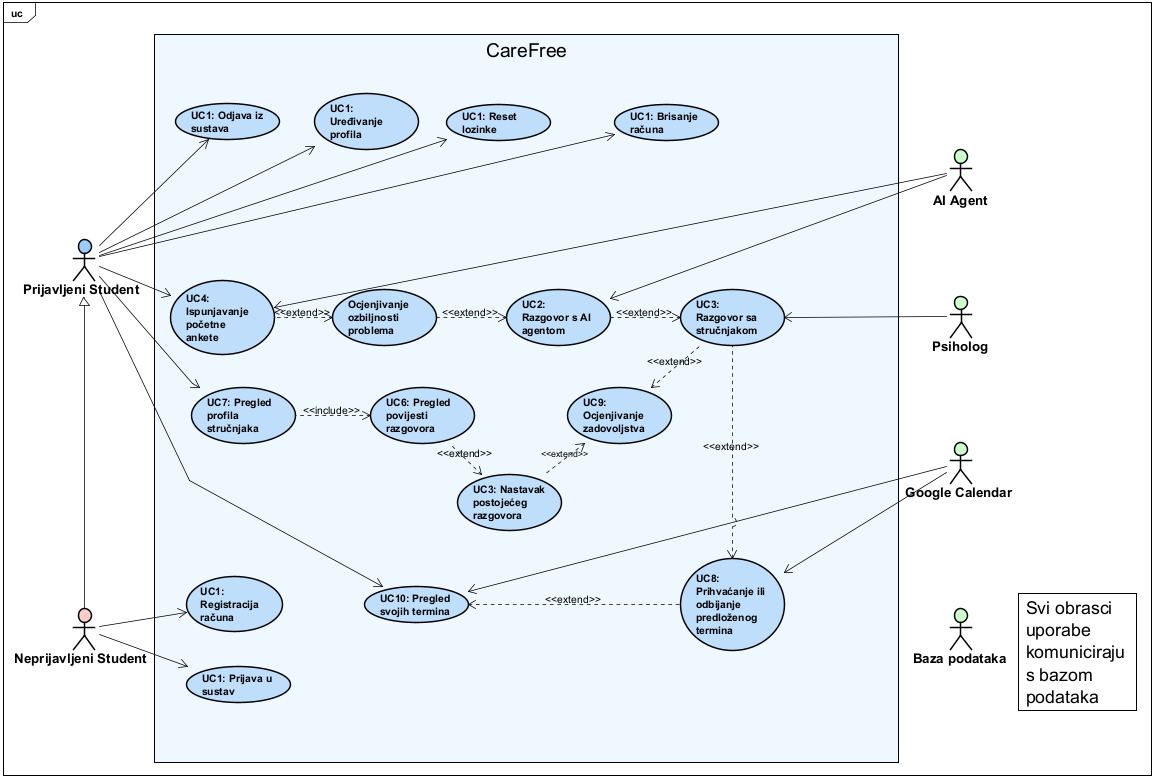 uc
CareFree
UC1: Odjava iz
sustava
UC1:
Uređivanje
profila
UC1: Reset
lozinke
UC1: Brisanje
računa
AI Agent
Prijavljeni Student
UC4:
Ispunjavanje
početne
ankete
<<extend>>
Ocjenjivanje
ozbiljnosti
problema
<<extend>>
UC2:
Razgovor s AI
agentom
<<extend>>
UC3:
Razgovor sa
stručnjakom
Psiholog
<<extend>>
UC7: Pregled
profila
stručnjaka
<<include>>
UC6: Pregled
povijesti
razgovora
UC9:
Ocjenjivanje
zadovoljstva
<<extend>>
<<extend>>
<<extend>>
UC3: Nastavak
postojećeg
razgovora
Google Calendar
UC1:
Registracija
računa
UC10: Pregled
svojih termina
<<extend>>
UC8:
Prihvaćanje ili
odbijanje
predloženog
termina
Neprijavljeni Student
UC1: Prijava u
sustav
Baza podataka
Svi obrasci
uporabe
komuniciraju
s bazom
podataka